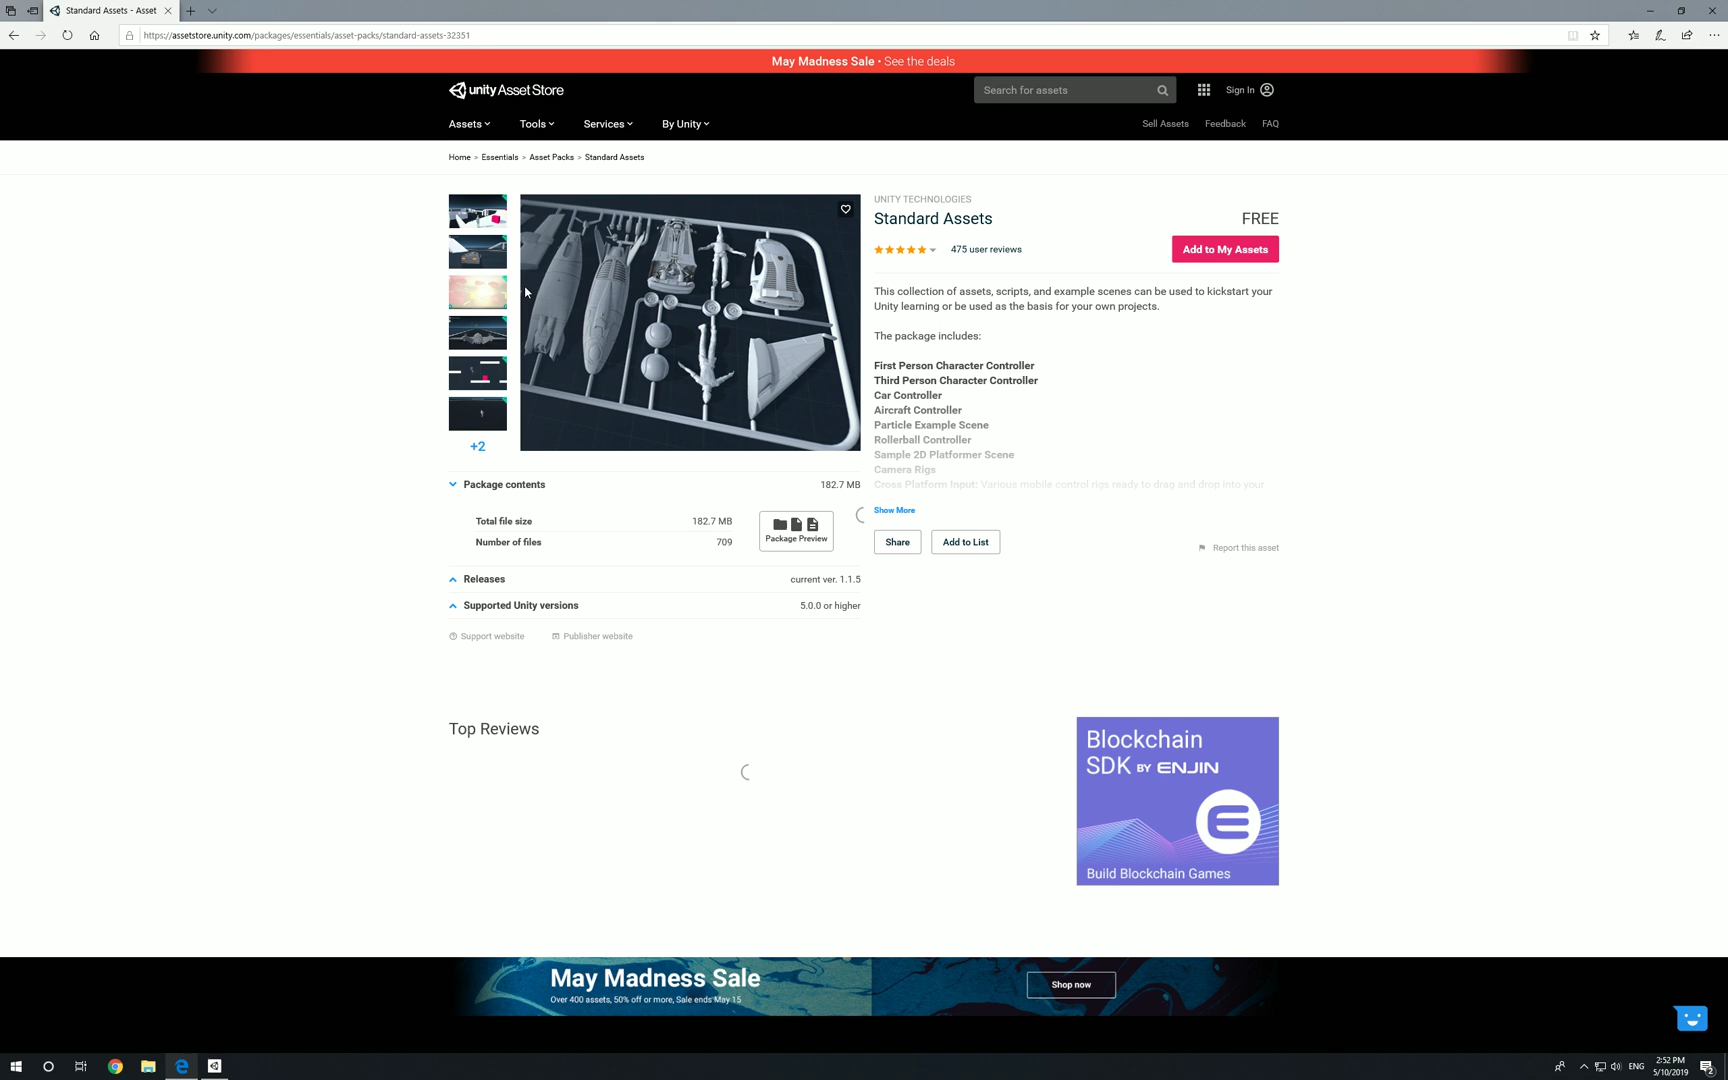 Standard Assets - Asset
https://assetstore.unity.com/packages/essentials/asset-packs/standard-assets-32351
May Madness Sale • See the deals
unity Asset Store
Search for assets
Sign In
Assets
Tools
Services
By Unity
Sell Assets
Feedback
FAQ
Home > Essentials > Asset Packs > Standard Assets
UNITY TECHNOLOGIES
Standard Assets
FREE
475 user reviews
Add to My Assets
This collection of assets, scripts, and example scenes can be used to kickstart your
Unity learning or be used as the basis for your own projects.
The package includes:
First Person Character Controller
Third Person Character Controller
Car Controller
Aircraft Controller
Particle Example Scene
Rollerball Controller
Sample 2D Platformer Scene
Camera Rigs
Cross Platform Input: Various mobile control rigs ready to drag and drop into your
Show More
Share
Add to List
Report this asset
+2
Package contents
182.7 MB
Total file size
182.7 MB
Number of files
709
Package Preview
Releases
current ver. 1.1.5
Supported Unity versions
5.0.0 or higher
Support website
Publisher website
Top Reviews
Blockchain
SDK BY ENJIN
Build Blockchain Games
May Madness Sale
Over 400 assets, 50% off or more, Sale ends May 15
Shop now
ENG
2:52 PM
5/10/2019
2